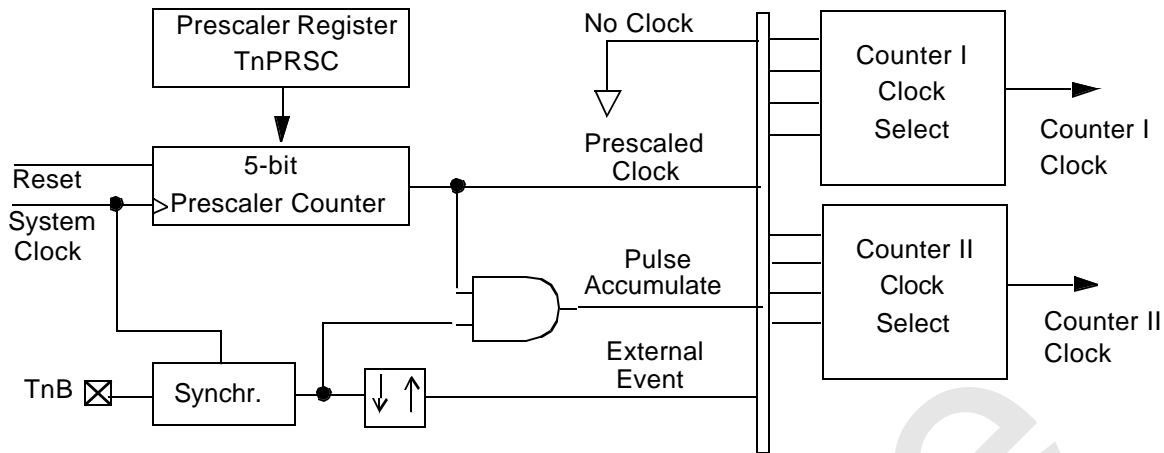 Prescaler Register
TnPRSC
No Clock
Counter I
Clock
Select
Counter I
Clock
5-bit
Prescaler Counter
Reset
System
Clock
Prescaled
Clock
Counter II
Clock
Select
Counter II
Clock
Pulse
Accumulate
TnB
Synchr.
External
Event